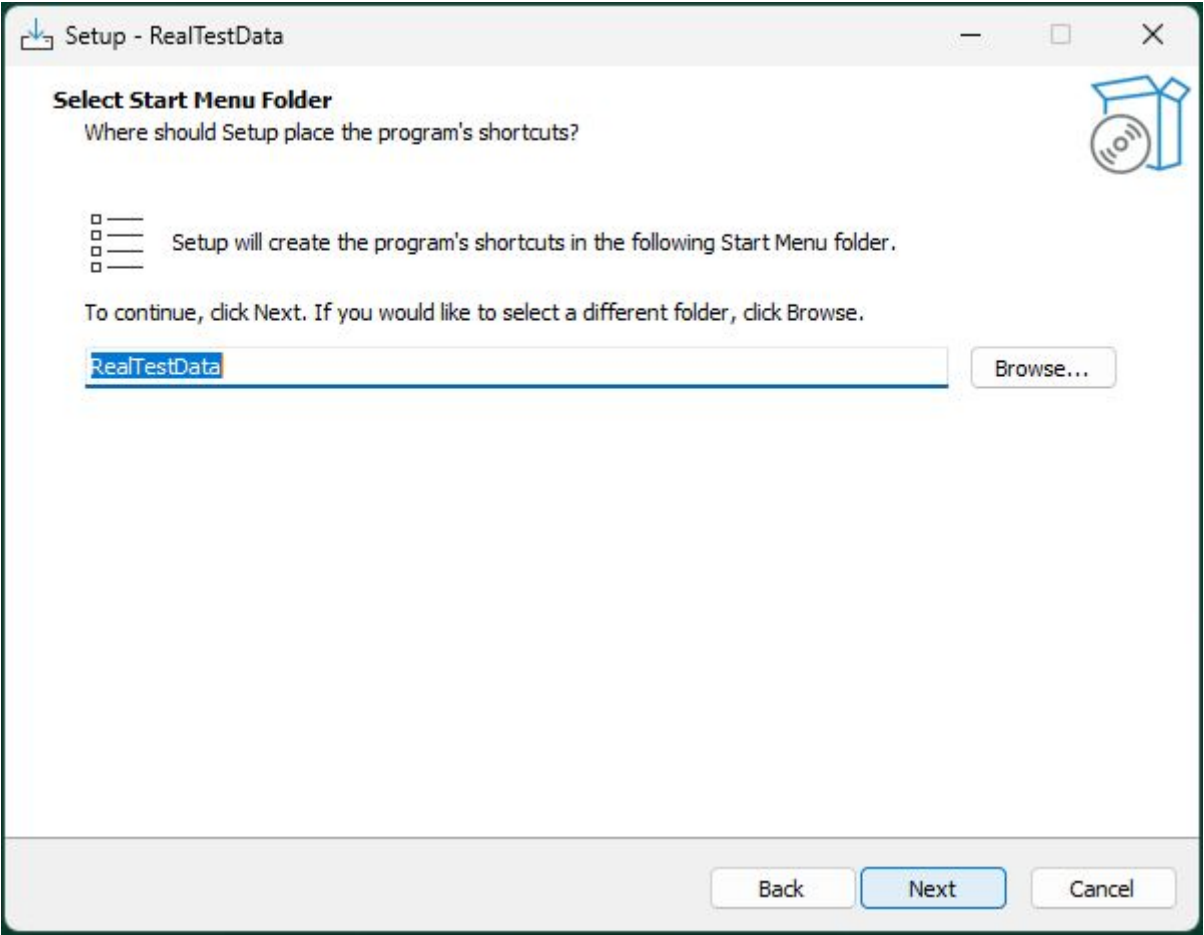 Setup - RealTestData
Select Start Menu Folder
Where should Setup place the program's shortcuts?
Setup will create the program's shortcuts in the following Start Menu folder.
To continue, click Next. If you would like to select a different folder, click Browse.
RealTestData
Browse...
Back
Next
Cancel